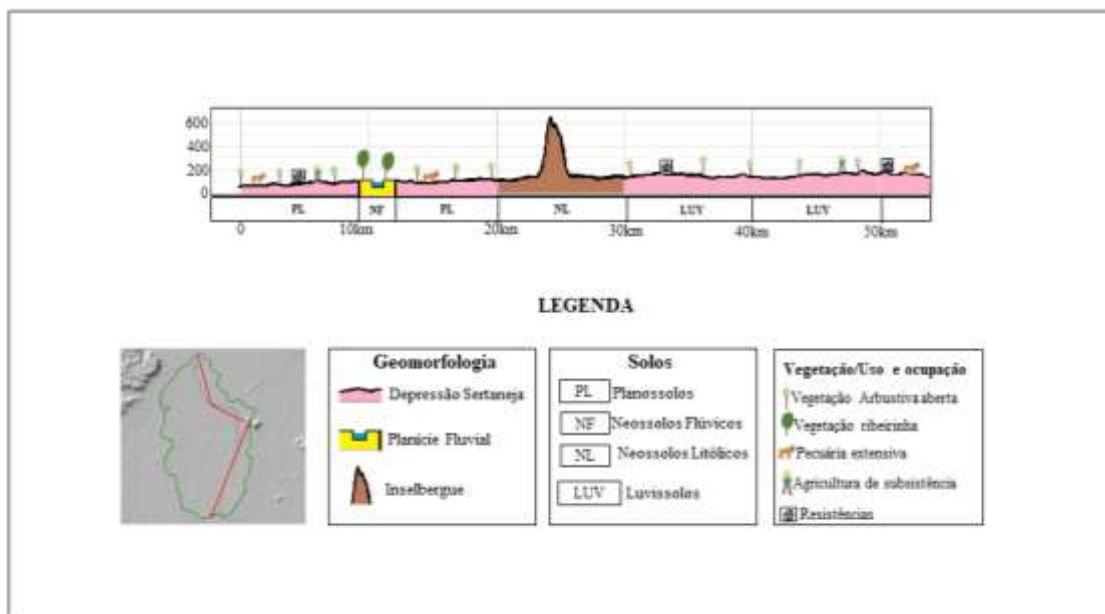 600
400
200
0
PL NF PL NL LUV LUV
0 10km 20km 30km 40km 50km
LEGENDA
Geomorfologia
Depressão Sertaneja
Planície Fluvial
Inselbergue
Solos
PL Planossolos
NF Neossolos Flúvicos
NL Neossolos Litólicos
LUV Luvissolos
Vegetação/Uso e ocupação
Vegetação Arbustiva aberta
Vegetação ribeirinha
Pecuária extensiva
Agricultura de subsistência
Resistências